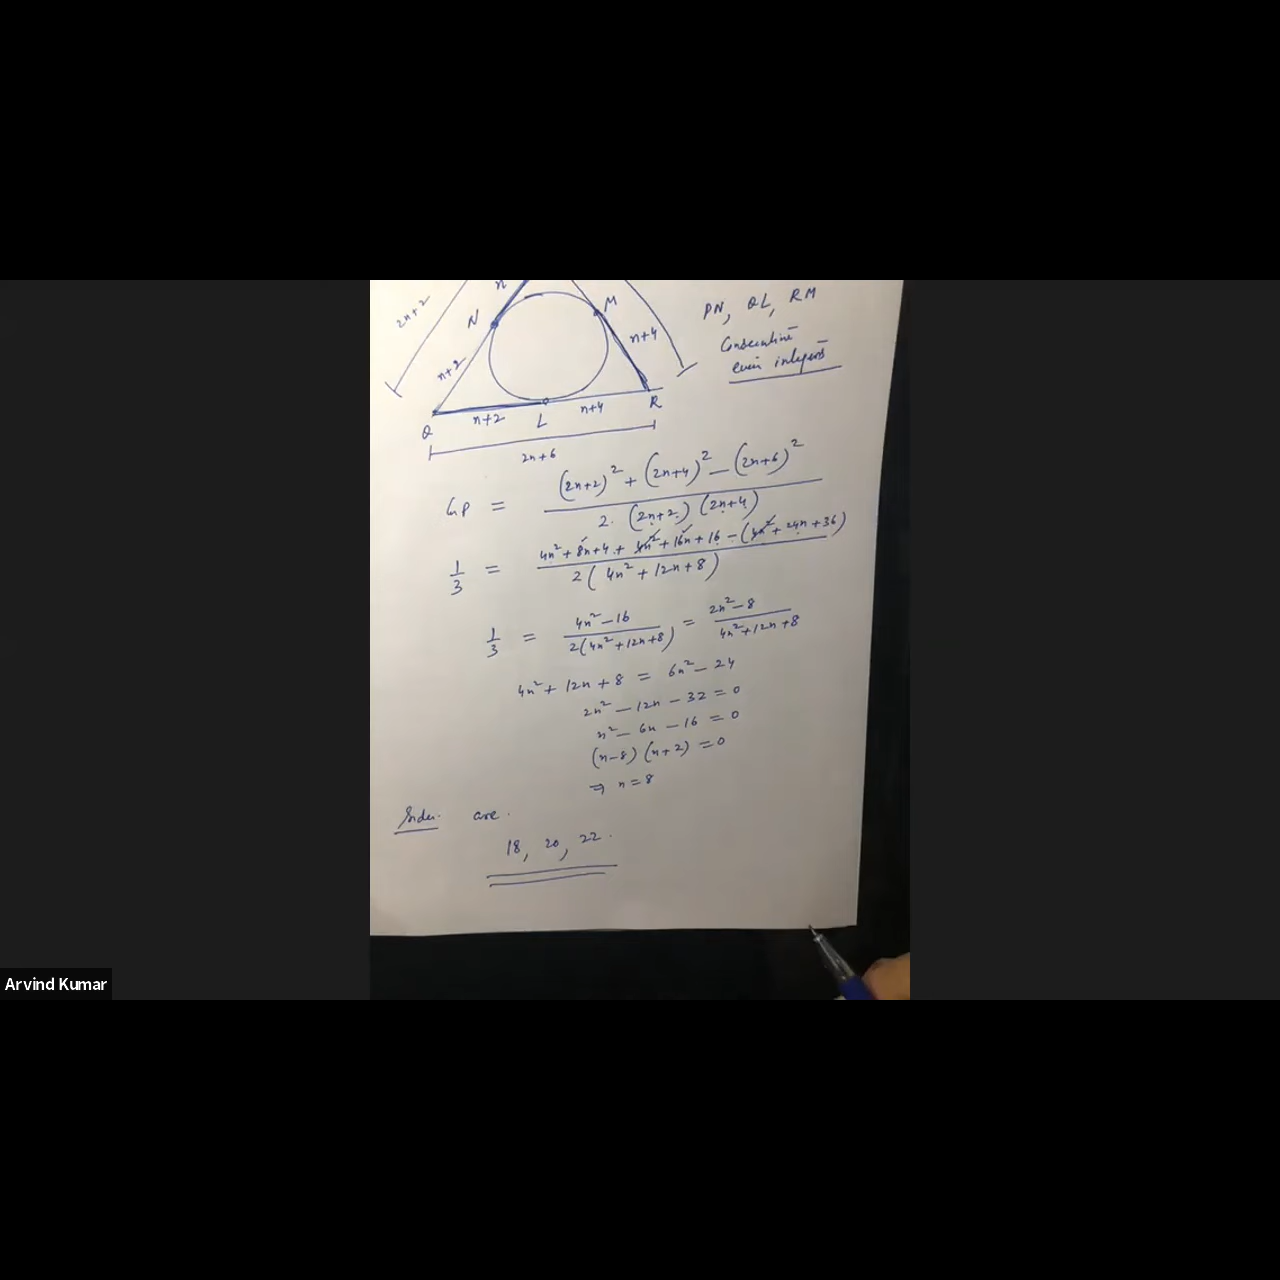 n
2n+2
N
M
n+4
n+2
PN, QL, RM
Consecutive
even integers
Q
n+2
L
n+4
R
2n+6
cos P = (2n+2)² + (2n+4)² − (2n+6)² / 2·(2n+2)(2n+4)
1/3 = 4n² + 8n + 4 + 4n² + 16n + 16 − (4n² + 24n + 36) / 2(4n² + 12n + 8)
1/3 = 4n² − 16 / 2(4n² + 12n + 8) = 2n² − 8 / 4n² + 12n + 8
4n² + 12n + 8 = 6n² − 24
2n² − 12n − 32 = 0
n² − 6n − 16 = 0
(n−8) (n+2) = 0
⇒ n = 8
Sides are.
18, 20, 22.
Arvind Kumar